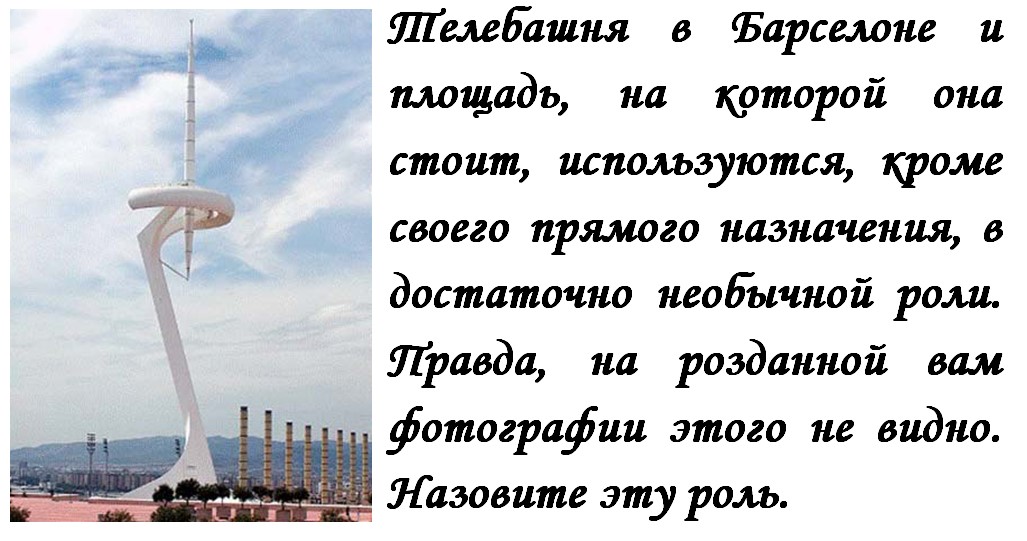 Телебашня в Барселоне и
площадь, на которой она
стоит, используются, кроме
своего прямого назначения, в
достаточно необычной роли.
Правда, на розданной вам
фотографии этого не видно.
Назовите эту роль.